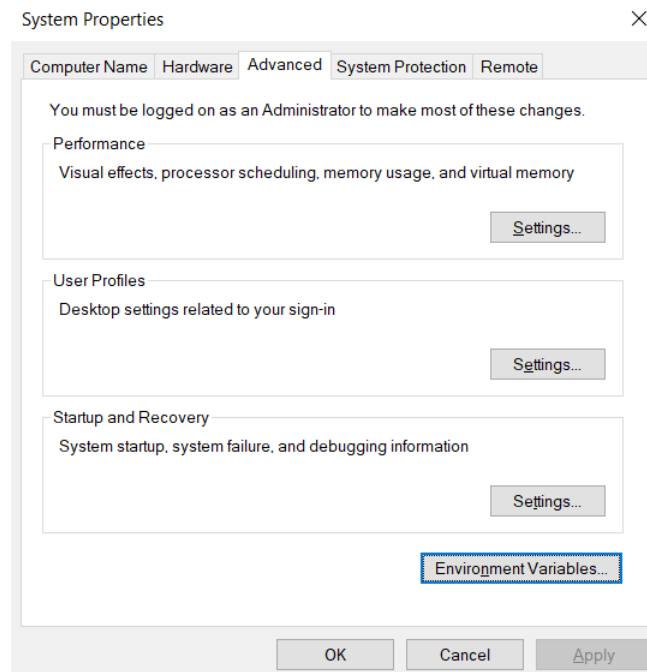 System Properties
Computer Name Hardware Advanced System Protection Remote
You must be logged on as an Administrator to make most of these changes.
Performance
Visual effects, processor scheduling, memory usage, and virtual memory
Settings...
User Profiles
Desktop settings related to your sign-in
Settings...
Startup and Recovery
System startup, system failure, and debugging information
Settings...
Environment Variables...
OK Cancel Apply